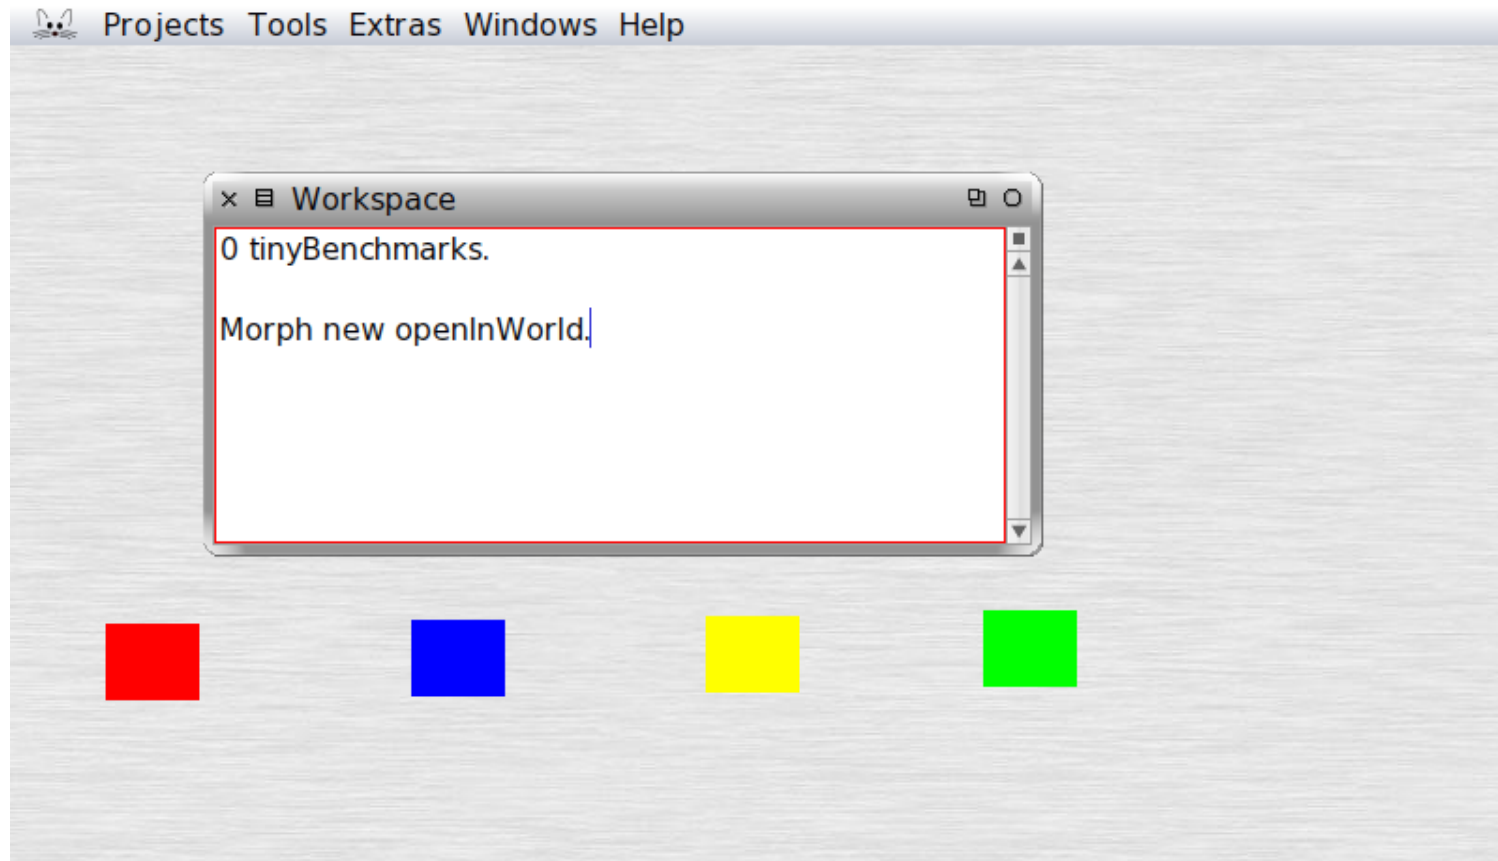 Projects Tools Extras Windows Help
Workspace
0 tinyBenchmarks.
Morph new openInWorld.